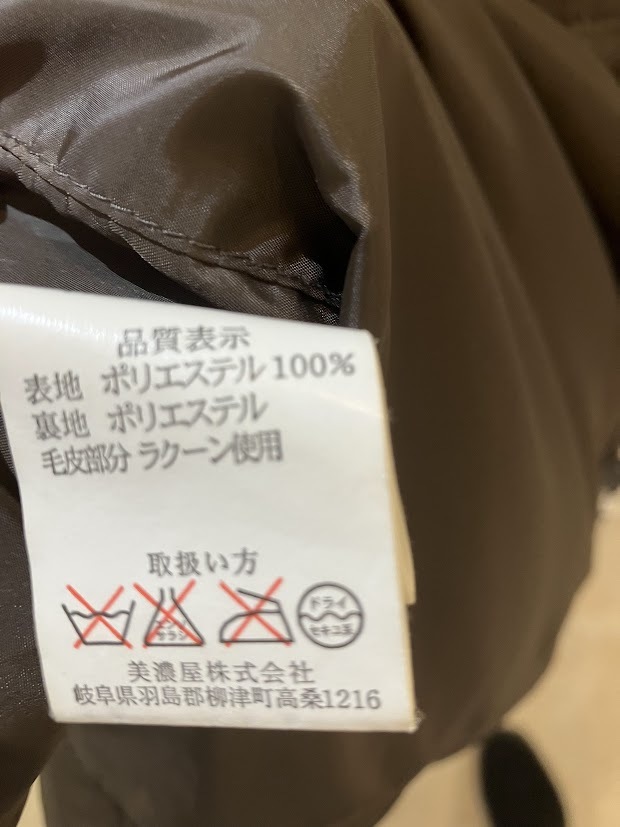 品質表示
表地 ポリエステル 100%
裏地 ポリエステル
毛皮部分 ラクーン使用
取扱い方
エンソ サラシ
ドライ
セキユ系
美濃屋株式会社
岐阜県羽島郡柳津町高桑1216